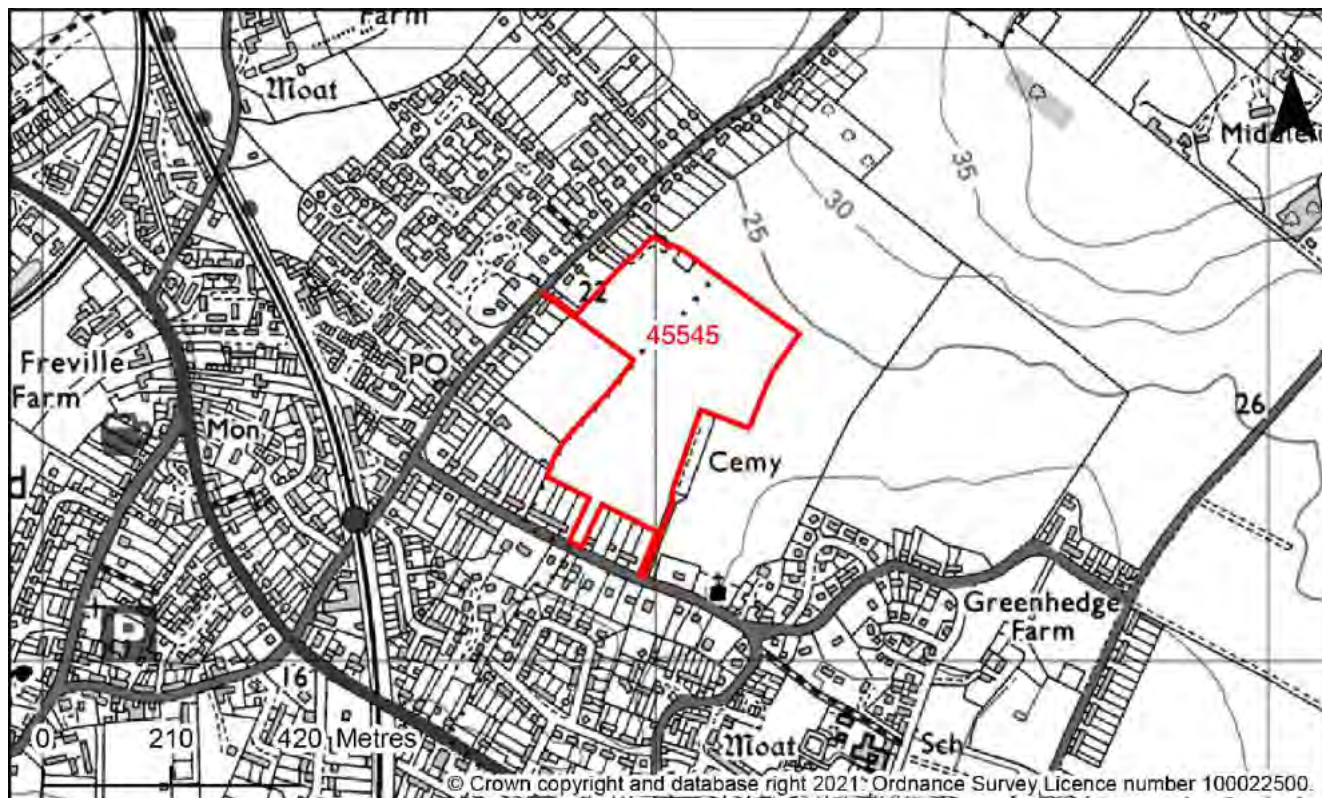 Farm
Moat
Middle
35
30
25
22
45545
PO
Freville
Farm
Mon
26
Cemy
d
Greenhedge
Farm
P
16
0 210 420 Metres
Moat
Sch
© Crown copyright and database right 2021. Ordnance Survey Licence number 100022500.